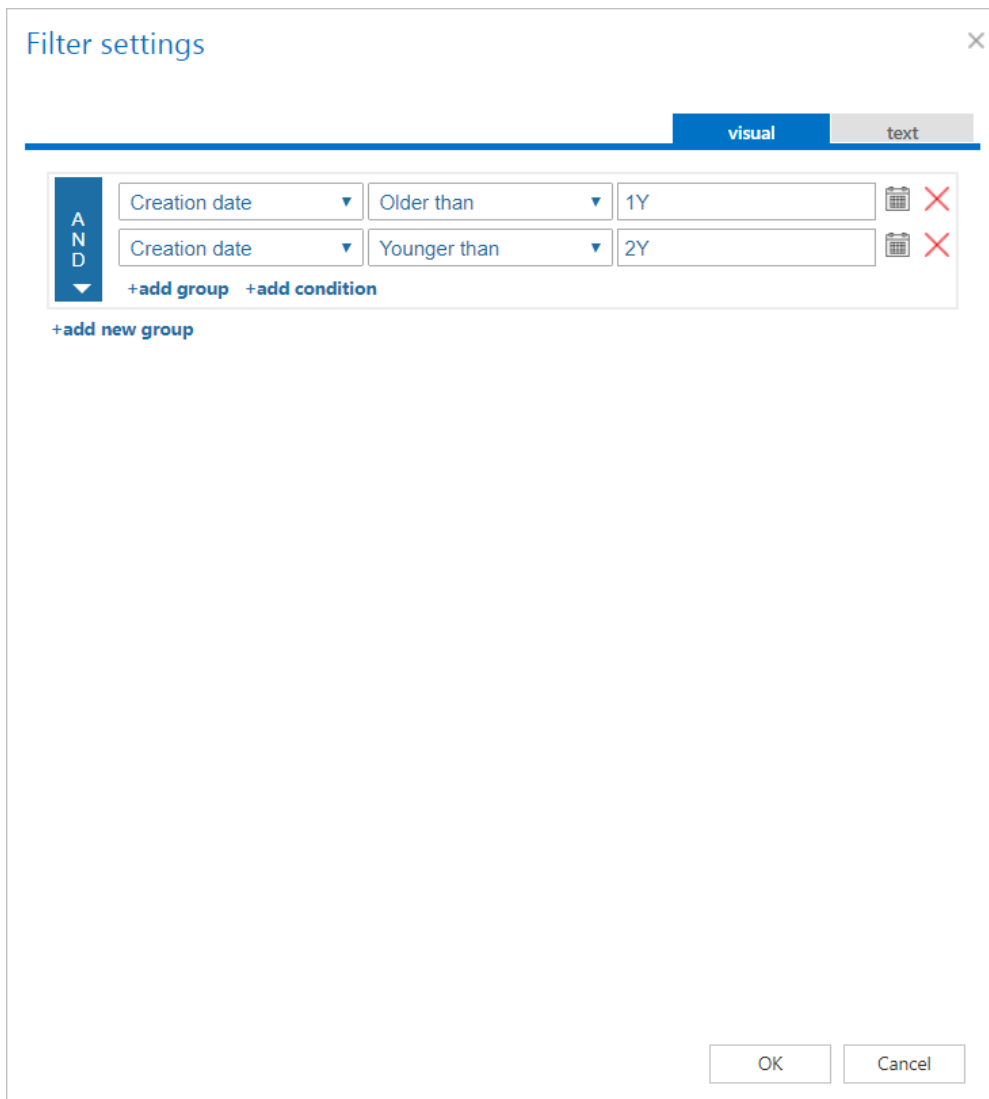 Filter settings
visual text
AND
Creation date Older than 1Y
Creation date Younger than 2Y
+add group +add condition
+add new group
OK Cancel